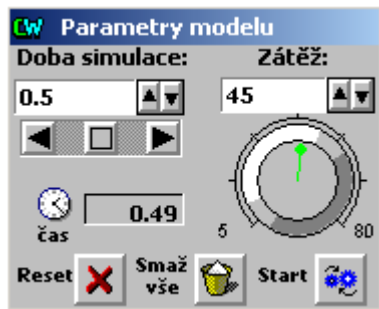 CW Parametry modelu
Doba simulace: Zátěž:
0.5 45
čas 0.49
5 80
Reset Smaž vše Start